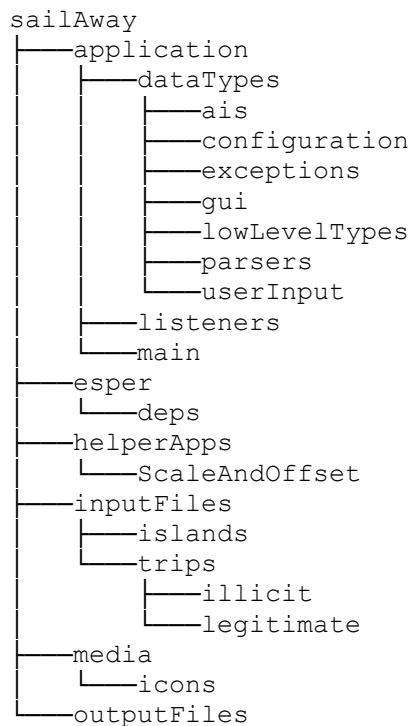 sailAway
application
dataTypes
ais
configuration
exceptions
gui
lowLevelTypes
parsers
userInput
listeners
main
esper
deps
helperApps
ScaleAndOffset
inputFiles
islands
trips
illicit
legitimate
media
icons
outputFiles